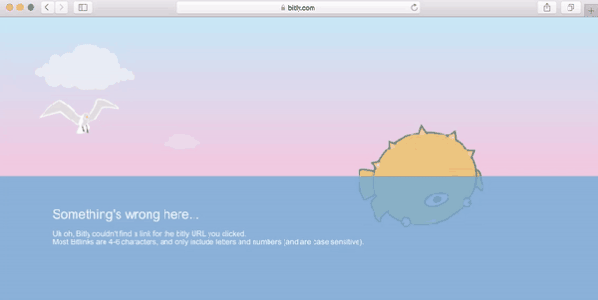 bitly.com
Something's wrong here...
Uh oh, Bitly couldn't find a link for the bitly URL you clicked.
Most Bitlinks are 4-6 characters, and only include letters and numbers (and are case sensitive).